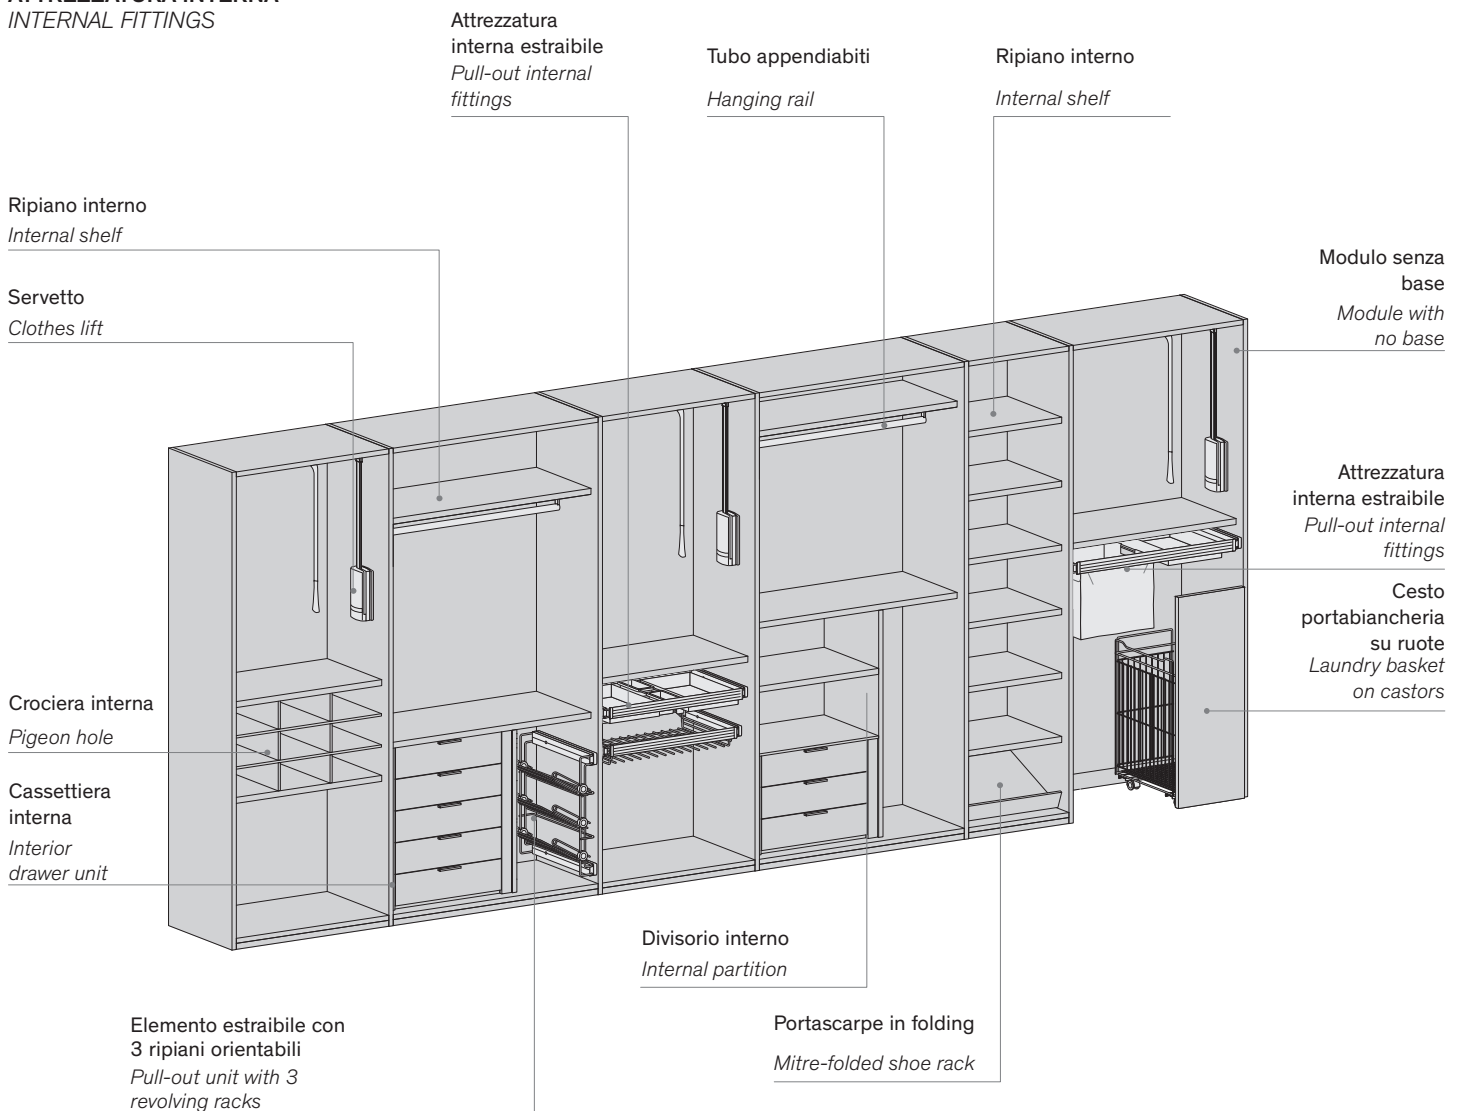 ATTREZZATURA INTERNA
INTERNAL FITTINGS
Attrezzatura
interna estraibile
Pull-out internal
fittings
Tubo appendiabiti
Hanging rail
Ripiano interno
Internal shelf
Ripiano interno
Internal shelf
Servetto
Clothes lift
Modulo senza
base
Module with
no base
Attrezzatura
interna estraibile
Pull-out internal
fittings
Cesto
portabiancheria
su ruote
Laundry basket
on castors
Crociera interna
Pigeon hole
Cassettiera
interna
Interior
drawer unit
Divisorio interno
Internal partition
Elemento estraibile con
3 ripiani orientabili
Pull-out unit with 3
revolving racks
Portascarpe in folding
Mitre-folded shoe rack